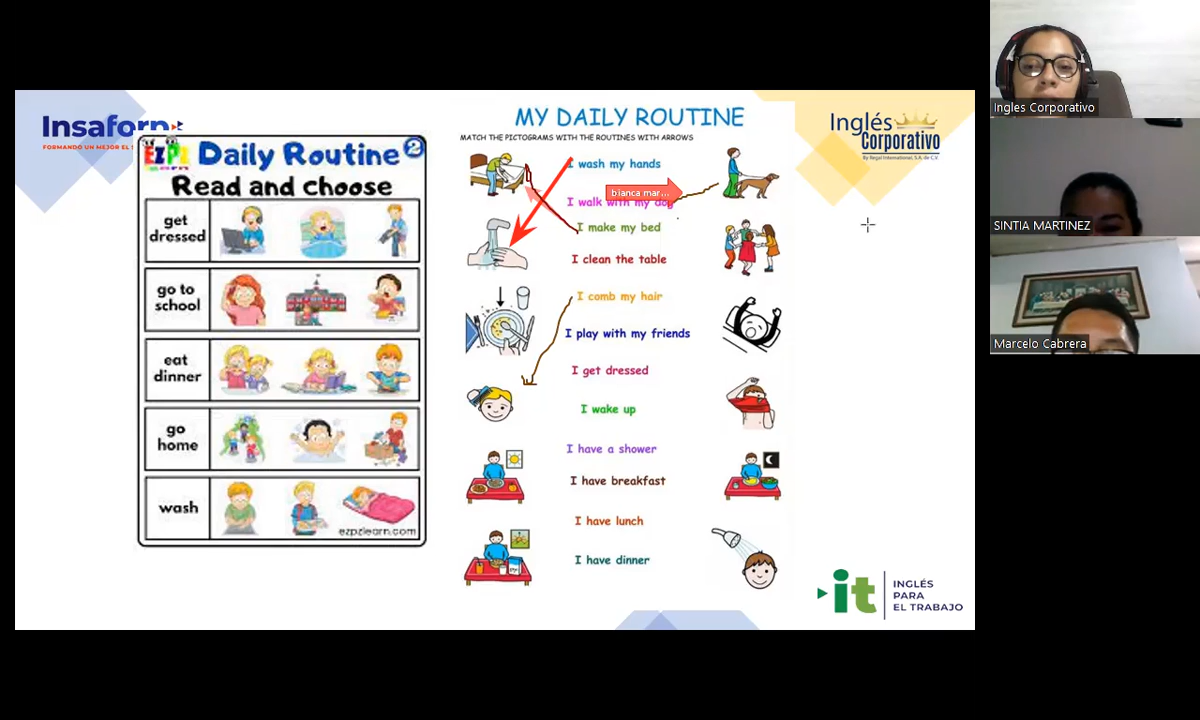 Insaforp
FORMANDO UN MEJOR EL S
EZPZ
Daily Routine 2
Read and choose
get
dressed
go to
school
eat
dinner
go
home
wash
ezpzlearn.com
MY DAILY ROUTINE
MATCH THE PICTOGRAMS WITH THE ROUTINES WITH ARROWS
I wash my hands
blanca mar...
I walk with my dog
I make my bed
I clean the table
I comb my hair
I play with my friends
I get dressed
I wake up
I have a shower
I have breakfast
I have lunch
I have dinner
Inglés
Corporativo
By Regal International, S.A. de C.V.
it
INGLÉS
PARA
EL TRABAJO
Ingles Corporativo
SINTIA MARTINEZ
Marcelo Cabrera